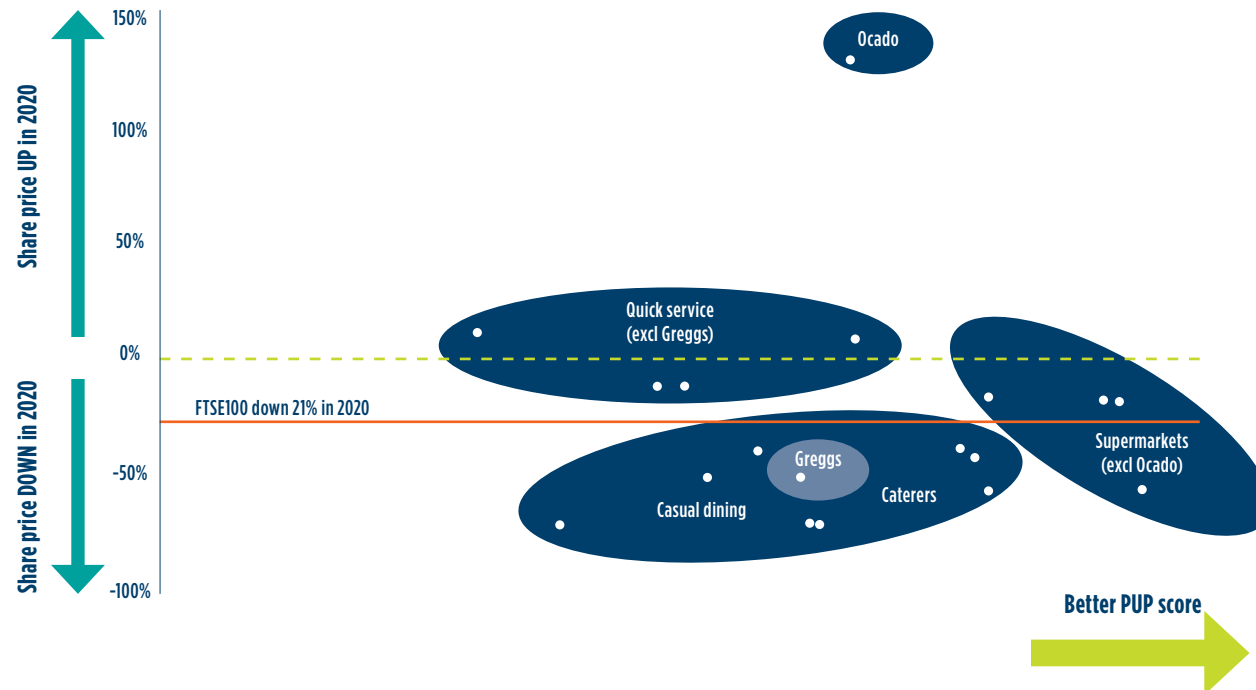 Share price UP in 2020
Share price DOWN in 2020
150%
100%
50%
0%
-50%
-100%
Ocado
Quick service
(excl Greggs)
FTSE100 down 21% in 2020
Greggs
Casual dining
Caterers
Supermarkets
(excl Ocado)
Better PUP score